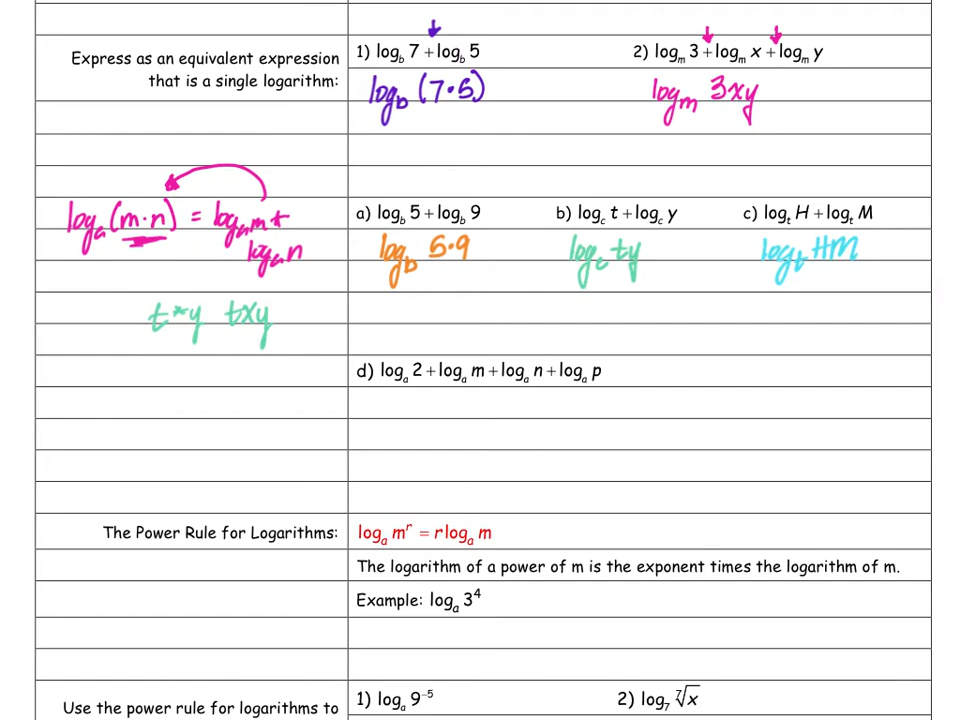 Express as an equivalent expression
that is a single logarithm:
1) log_b 7 + log_b 5
2) log_m 3 + log_m x + log_m y
log_b (7·5)
log_m 3xy
log_a (m·n) = log_a m +
log_a n
a) log_b 5 + log_b 9
b) log_c t + log_c y
c) log_t H + log_t M
log_b 5·9
log_c ty
log_t HM
t*y txy
d) log_a 2 + log_a m + log_a n + log_a p
The Power Rule for Logarithms:
log_a m^r = r log_a m
The logarithm of a power of m is the exponent times the logarithm of m.
Example: log_a 3^4
Use the power rule for logarithms to
1) log_a 9^-5
2) log_7 ⁷√x